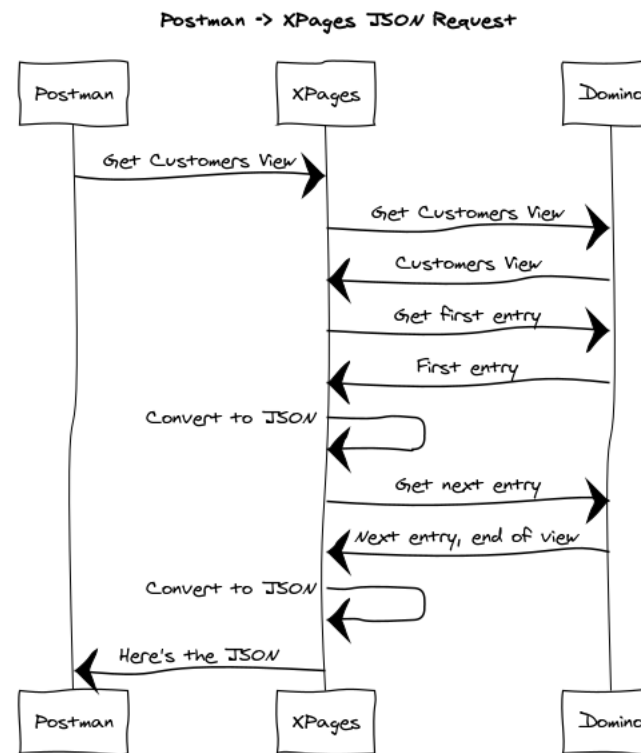 Postman -> XPages JSON Request
Postman
XPages
Domino
Get Customers View
Get Customers View
Customers View
Get first entry
First entry
Convert to JSON
Get next entry
Next entry, end of view
Convert to JSON
Here's the JSON
Postman
XPages
Domino